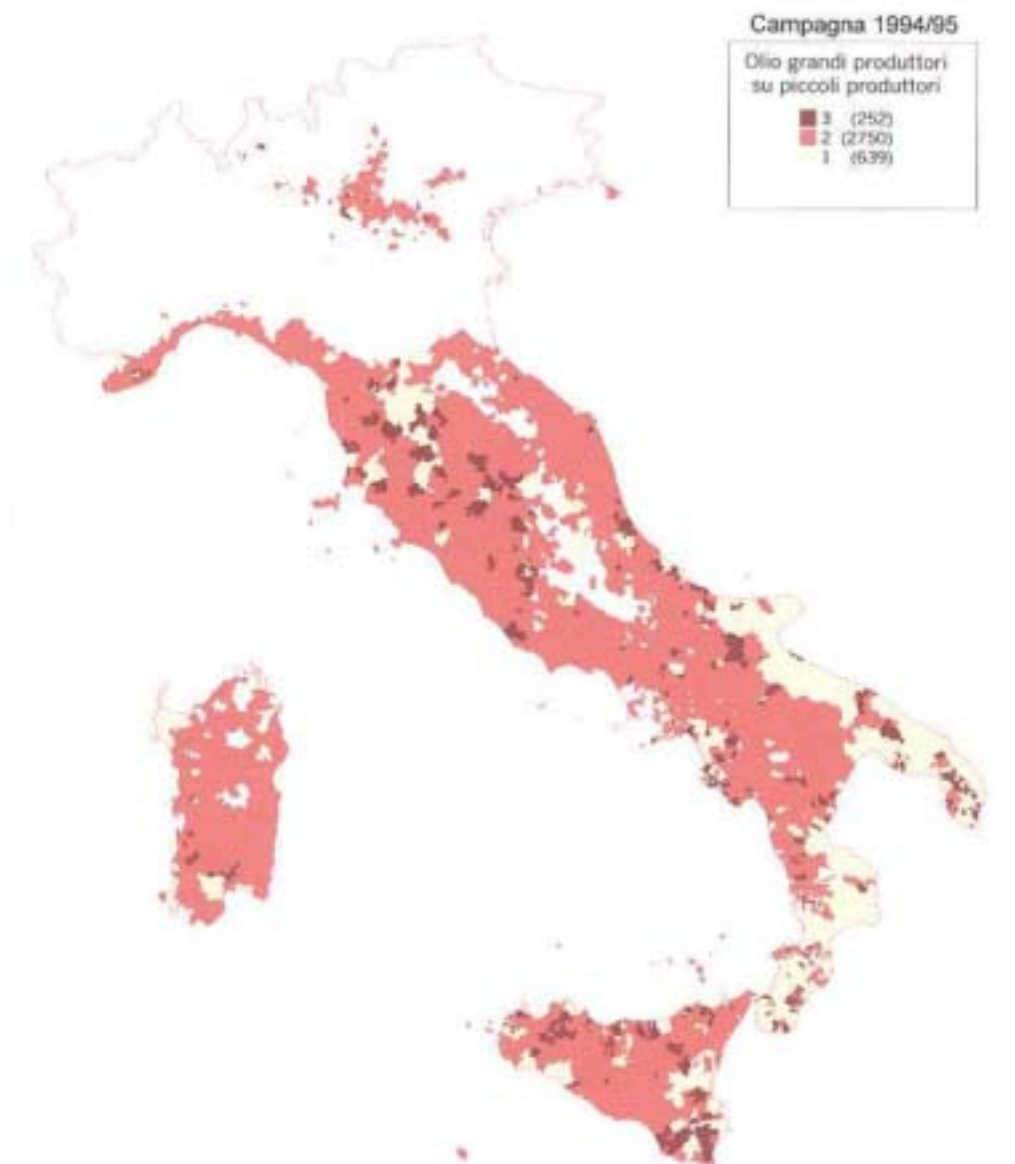 Campagna 1994/95
Olio grandi produttori
su piccoli produttori
3 (252)
2 (2750)
1 (639)